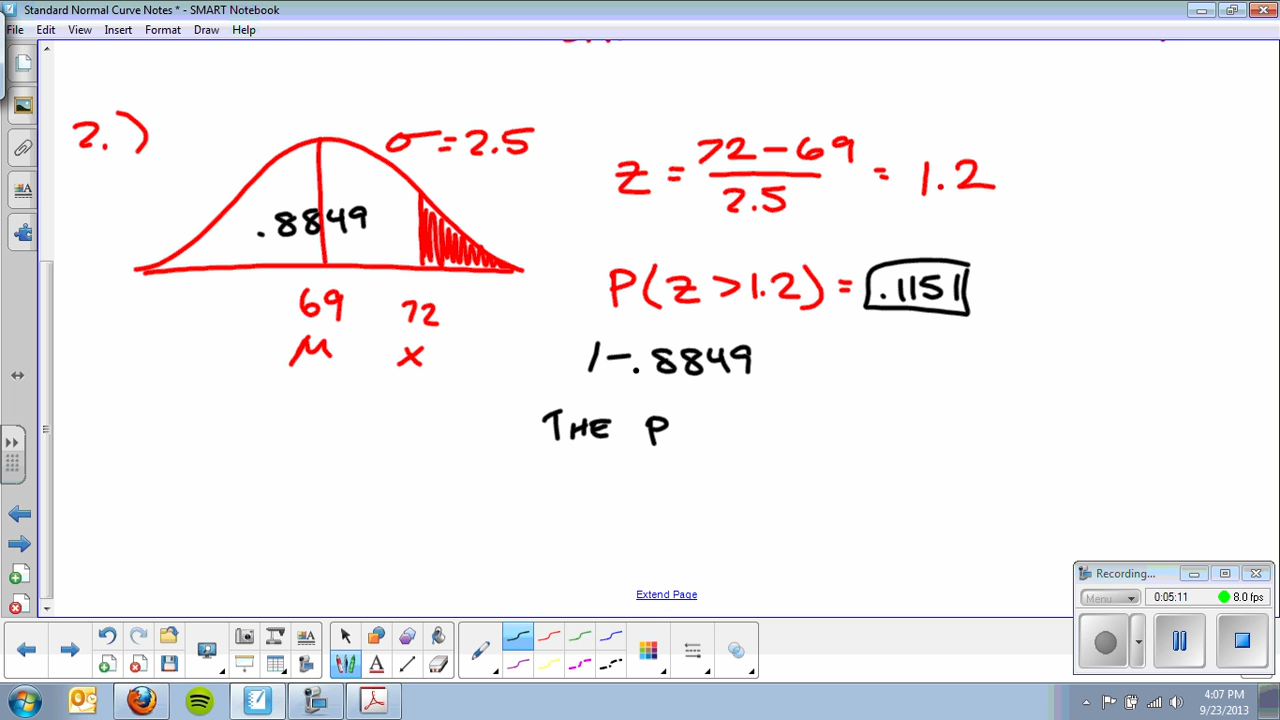 Standard Normal Curve Notes * - SMART Notebook
File Edit View Insert Format Draw Help
2.)
σ = 2.5
.8849
69 72
μ x
z = 72 - 69 / 2.5 = 1.2
P(z > 1.2) = .1151
1 - .8849
THE P
Extend Page
Recording...
Menu 0:05:11 8.0 fps
4:07 PM
9/23/2013